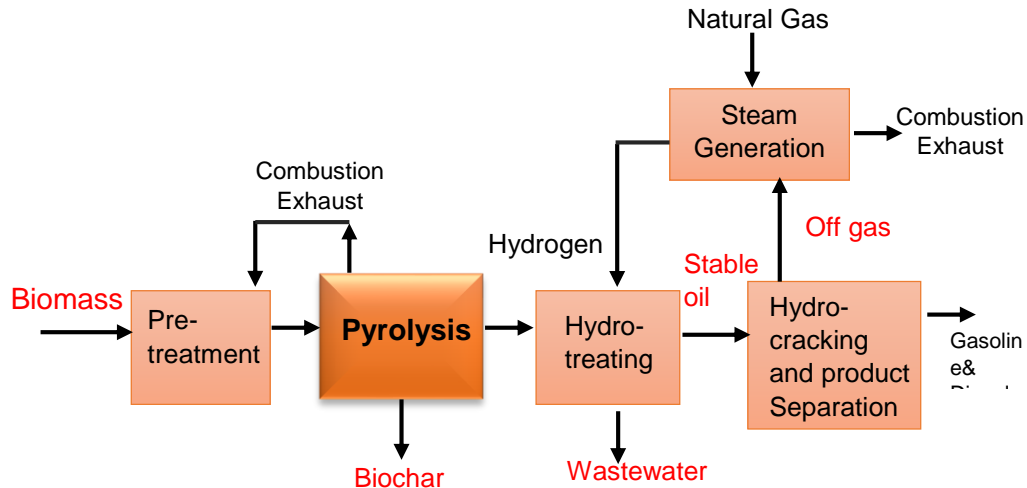 Natural Gas
Steam
Generation
Combustion
Exhaust
Combustion
Exhaust
Off gas
Hydrogen
Stable
oil
Biomass
Pre-
treatment
Pyrolysis
Hydro-
treating
Hydro-
cracking
and product
Separation
Gasolin
e&
Biochar
Wastewater